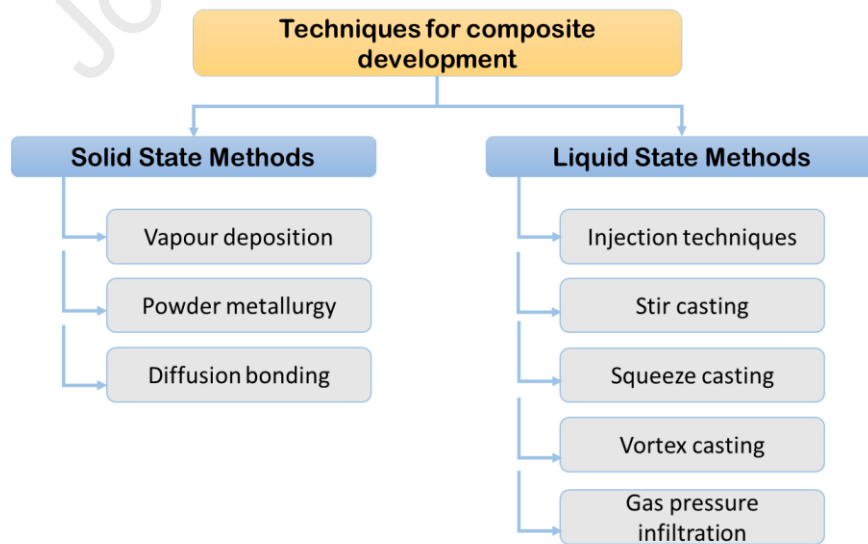 Techniques for composite
development
Solid State Methods
Vapour deposition
Powder metallurgy
Diffusion bonding
Liquid State Methods
Injection techniques
Stir casting
Squeeze casting
Vortex casting
Gas pressure
infiltration